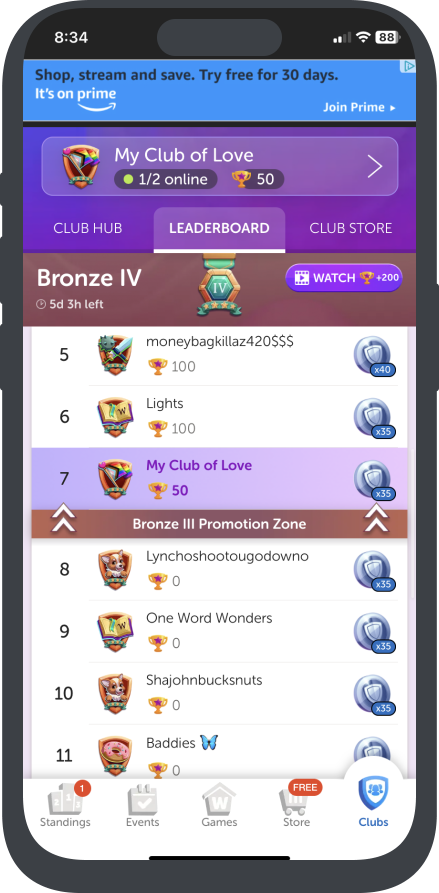 8:34
88
Shop, stream and save. Try free for 30 days.
It's on prime
Join Prime
My Club of Love
1/2 online 50
CLUB HUB LEADERBOARD CLUB STORE
Bronze IV
IV
WATCH +200
5d 3h left
5 moneybagkillaz420$$$
100
x40
6 Lights
W
100
x35
7 My Club of Love
50
x35
Bronze III Promotion Zone
8 Lynchoshootougodowno
0
x35
9 One Word Wonders
W
0
x35
10 Shajohnbucksnuts
0
x35
11 Baddies 🦋
0
1
FREE
W
Standings Events Games Store Clubs